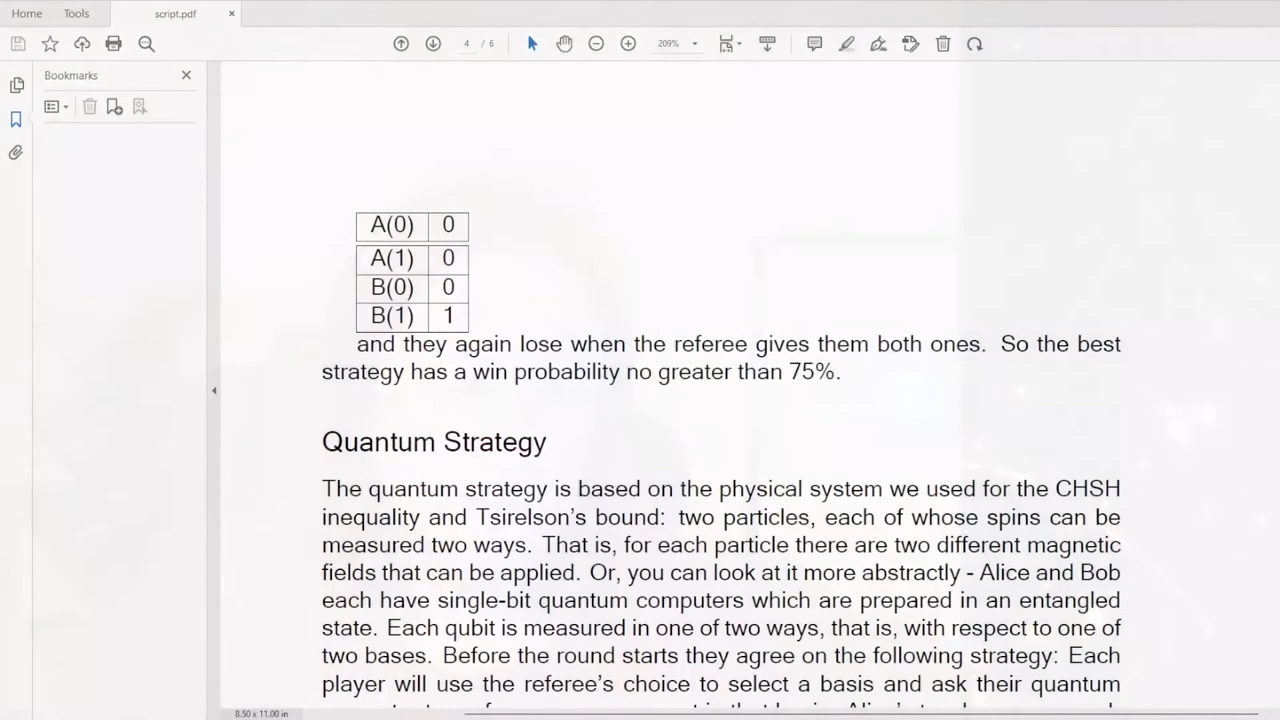 Home Tools script.pdf ×
4 / 6 209%
Bookmarks
A(0) 0
A(1) 0
B(0) 0
B(1) 1
and they again lose when the referee gives them both ones. So the best
strategy has a win probability no greater than 75%.
Quantum Strategy
The quantum strategy is based on the physical system we used for the CHSH
inequality and Tsirelson's bound: two particles, each of whose spins can be
measured two ways. That is, for each particle there are two different magnetic
fields that can be applied. Or, you can look at it more abstractly - Alice and Bob
each have single-bit quantum computers which are prepared in an entangled
state. Each qubit is measured in one of two ways, that is, with respect to one of
two bases. Before the round starts they agree on the following strategy: Each
player will use the referee's choice to select a basis and ask their quantum
8.50 x 11.00 in